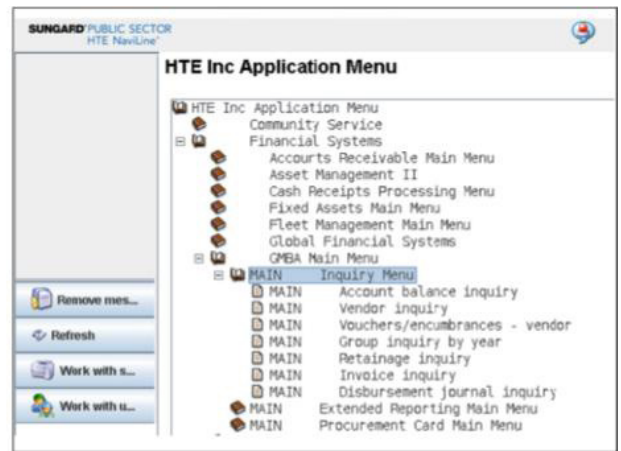 SUNGARD PUBLIC SECTOR
HTE NaviLine
HTE Inc Application Menu
HTE Inc Application Menu
Community Service
Financial Systems
Accounts Receivable Main Menu
Asset Management II
Cash Receipts Processing Menu
Fixed Assets Main Menu
Fleet Management Main Menu
Global Financial Systems
GMBA Main Menu
MAIN Inquiry Menu
MAIN Account balance inquiry
MAIN Vendor inquiry
MAIN Vouchers/encumbrances - vendor
MAIN Group inquiry by year
MAIN Retainage inquiry
MAIN Invoice inquiry
MAIN Disbursement journal inquiry
MAIN Extended Reporting Main Menu
MAIN Procurement Card Main Menu
Remove mes...
Refresh
Work with s...
Work with u...